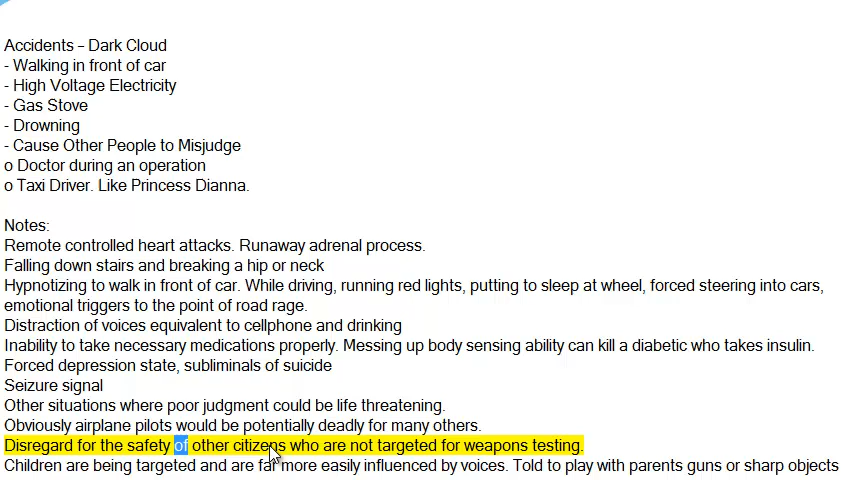 Accidents – Dark Cloud
- Walking in front of car
- High Voltage Electricity
- Gas Stove
- Drowning
- Cause Other People to Misjudge
o Doctor during an operation
o Taxi Driver. Like Princess Dianna.
Notes:
Remote controlled heart attacks. Runaway adrenal process.
Falling down stairs and breaking a hip or neck
Hypnotizing to walk in front of car. While driving, running red lights, putting to sleep at wheel, forced steering into cars,
emotional triggers to the point of road rage.
Distraction of voices equivalent to cellphone and drinking
Inability to take necessary medications properly. Messing up body sensing ability can kill a diabetic who takes insulin.
Forced depression state, subliminals of suicide
Seizure signal
Other situations where poor judgment could be life threatening.
Obviously airplane pilots would be potentially deadly for many others.
Disregard for the safety of other citizens who are not targeted for weapons testing.
Children are being targeted and are far more easily influenced by voices. Told to play with parents guns or sharp objects